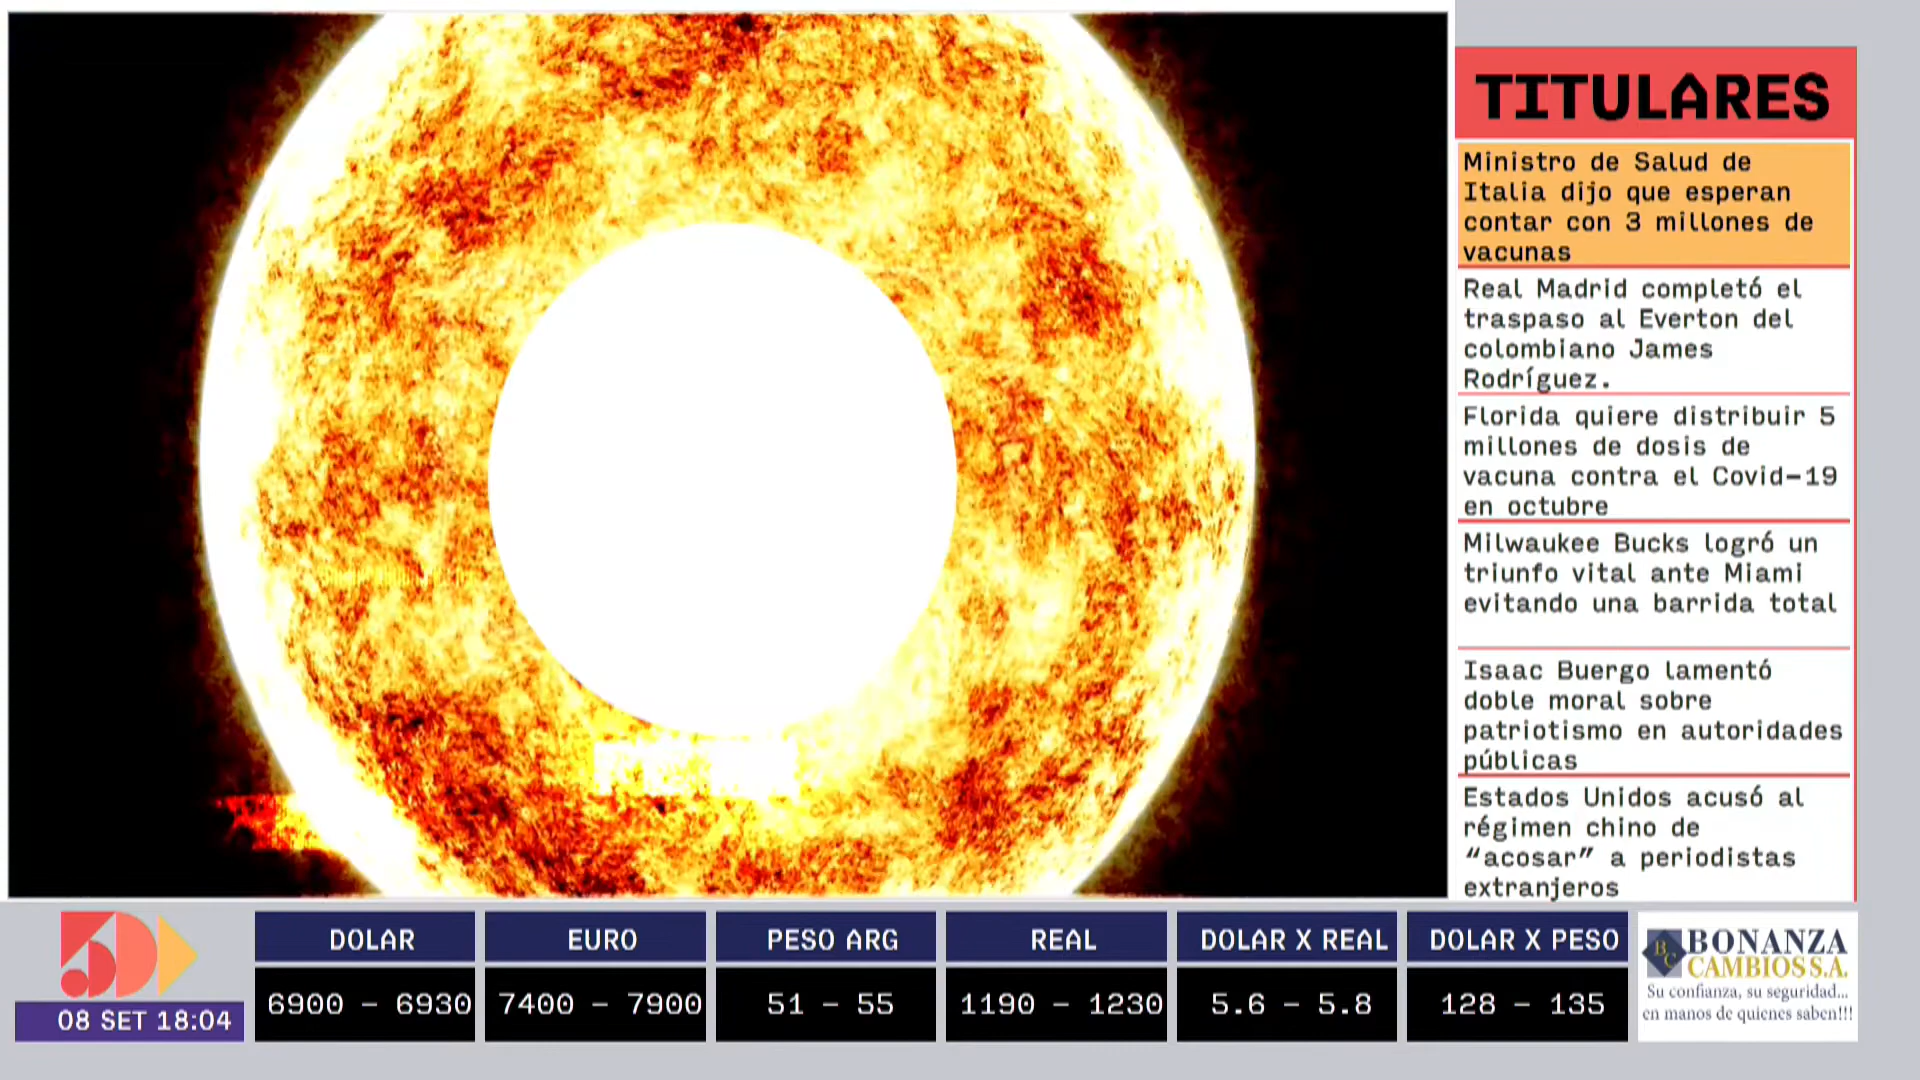 TITULARES
Ministro de Salud de
Italia dijo que esperan
contar con 3 millones de
vacunas
Real Madrid completó el
traspaso al Everton del
colombiano James
Rodríguez.
Florida quiere distribuir 5
millones de dosis de
vacuna contra el Covid-19
en octubre
Milwaukee Bucks logró un
triunfo vital ante Miami
evitando una barrida total
Isaac Buergo lamentó
doble moral sobre
patriotismo en autoridades
públicas
Estados Unidos acusó al
régimen chino de
“acosar” a periodistas
extranjeros
5D
08 SET 18:04
DOLAR
6900 - 6930
EURO
7400 - 7900
PESO ARG
51 - 55
REAL
1190 - 1230
DOLAR X REAL
5.6 - 5.8
DOLAR X PESO
128 - 135
BC
BONANZA
CAMBIOS S.A.
Su confianza, su seguridad...
en manos de quienes saben!!!